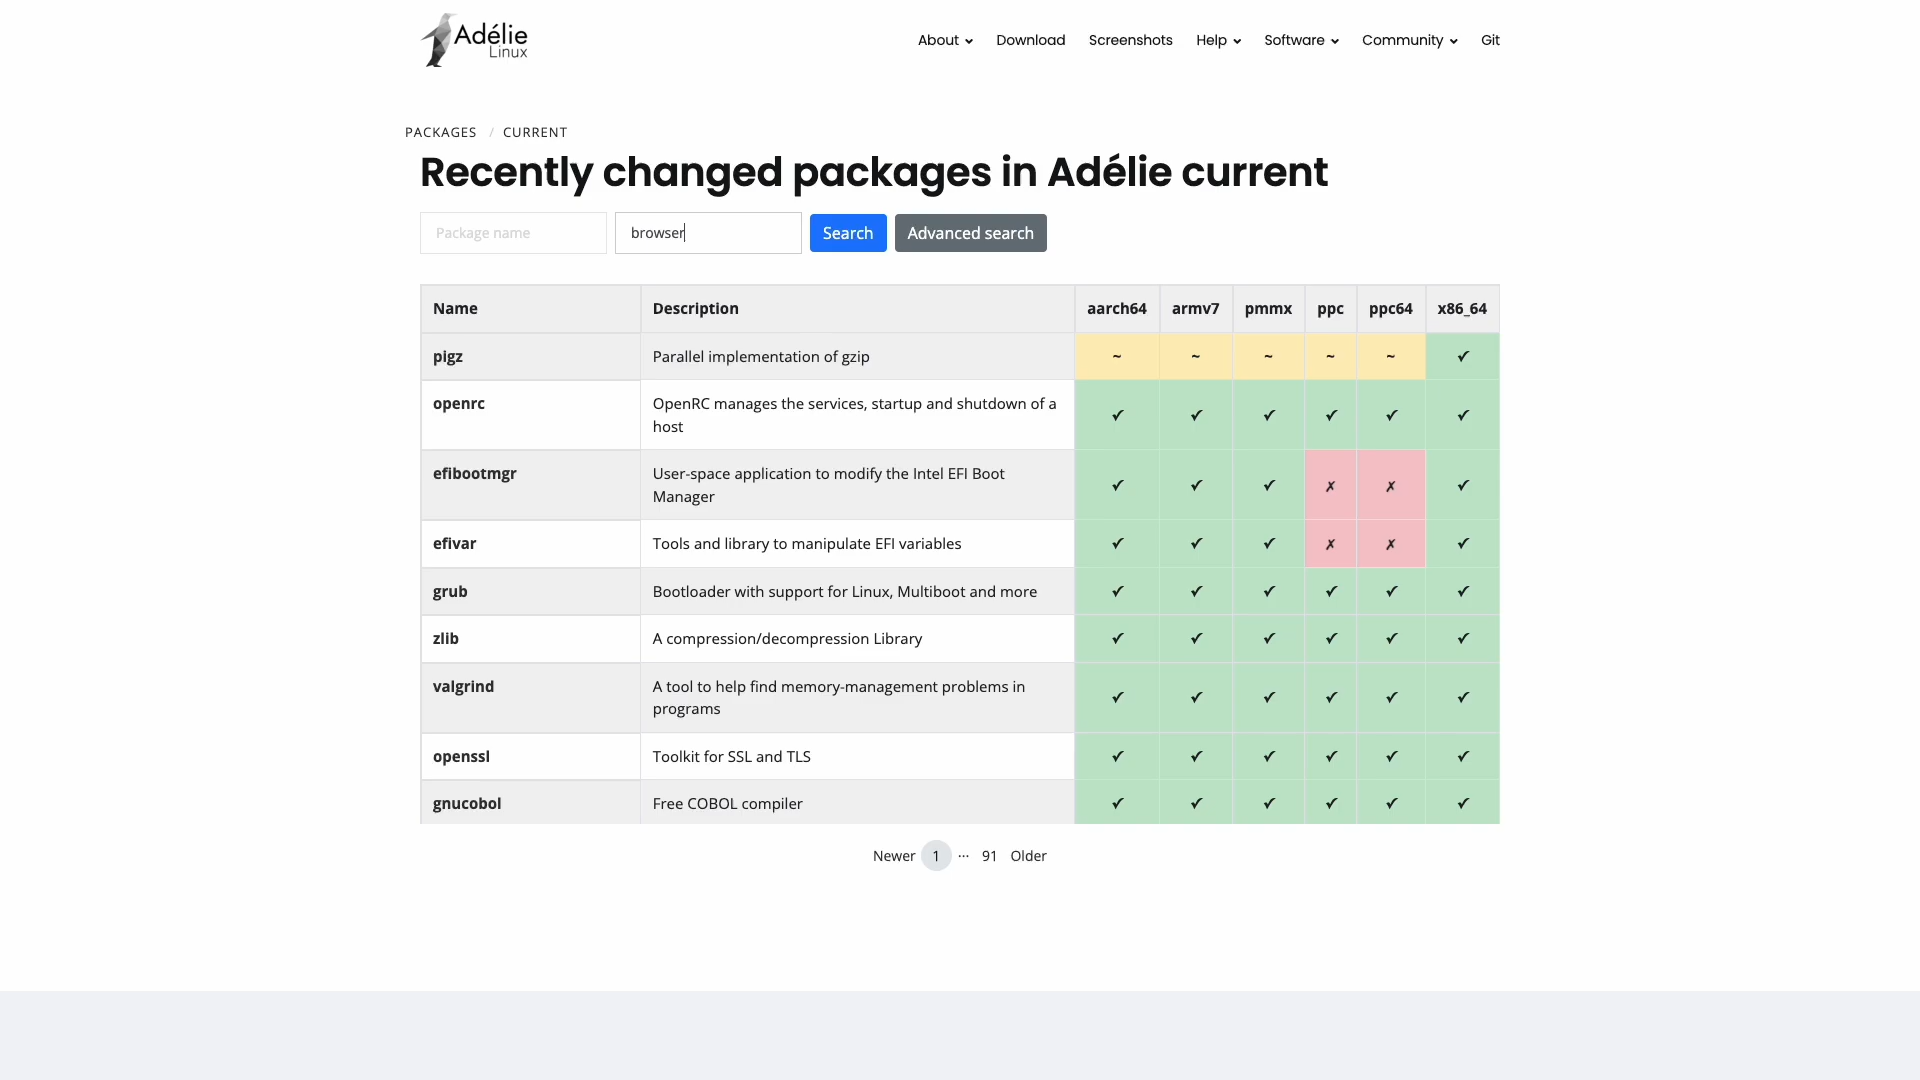 Adélie
Linux
About Download Screenshots Help Software Community Git
PACKAGES / CURRENT
Recently changed packages in Adélie current
Package name browser Search Advanced search
Name Description aarch64 armv7 pmmx ppc ppc64 x86_64
pigz Parallel implementation of gzip ~ ~ ~ ~ ~ ✓
openrc OpenRC manages the services, startup and shutdown of a
host ✓ ✓ ✓ ✓ ✓ ✓
efibootmgr User-space application to modify the Intel EFI Boot
Manager ✓ ✓ ✓ ✗ ✗ ✓
efivar Tools and library to manipulate EFI variables ✓ ✓ ✓ ✗ ✗ ✓
grub Bootloader with support for Linux, Multiboot and more ✓ ✓ ✓ ✓ ✓ ✓
zlib A compression/decompression Library ✓ ✓ ✓ ✓ ✓ ✓
valgrind A tool to help find memory-management problems in
programs ✓ ✓ ✓ ✓ ✓ ✓
openssl Toolkit for SSL and TLS ✓ ✓ ✓ ✓ ✓ ✓
gnucobol Free COBOL compiler ✓ ✓ ✓ ✓ ✓ ✓
Newer 1 ... 91 Older